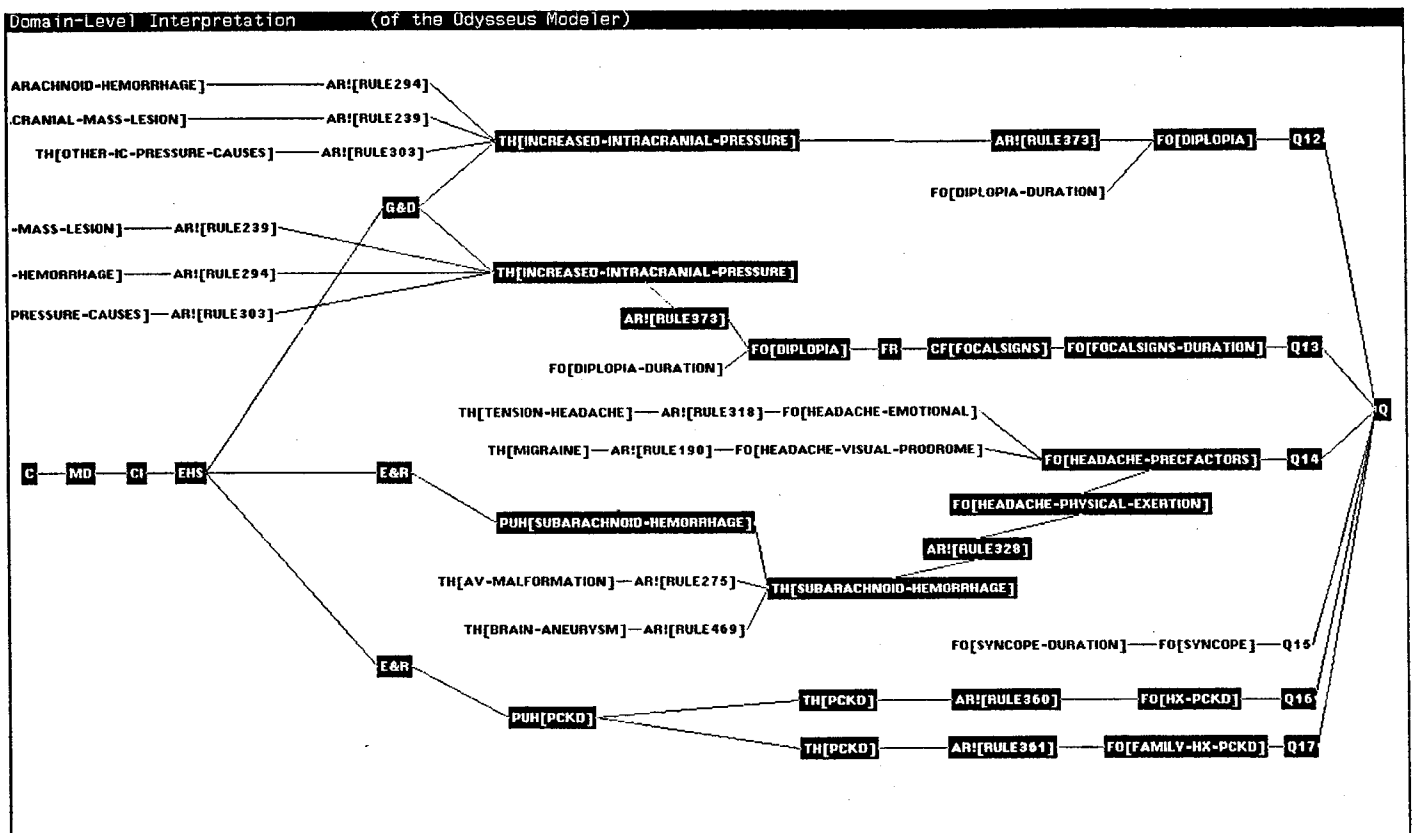 Domain-Level Interpretation (of the Odysseus Modeler)
ARACHNOID-HEMORRHAGE] AR![RULE294]
.CRANIAL-MASS-LESION] AR![RULE239]
TH[INCREASED-INTRACRANIAL-PRESSURE] AR![RULE373] FO[DIPLOPIA] Q12
TH[OTHER-IC-PRESSURE-CAUSES] AR![RULE303]
FO[DIPLOPIA-DURATION]
G&D
-MASS-LESION] AR![RULE239]
-HEMORRHAGE] AR![RULE294] TH[INCREASED-INTRACRANIAL-PRESSURE]
PRESSURE-CAUSES] AR![RULE303] AR![RULE373]
FO[DIPLOPIA] FR CF[FOCALSIGNS] FO[FOCALSIGNS-DURATION] Q13
FO[DIPLOPIA-DURATION]
TH[TENSION-HEADACHE] AR![RULE318] FO[HEADACHE-EMOTIONAL] Q
TH[MIGRAINE] AR![RULE190] FO[HEADACHE-VISUAL-PRODROME]
FO[HEADACHE-PRECFACTORS] Q14
C MD CI EHS E&R
FO[HEADACHE-PHYSICAL-EXERTION]
PUH[SUBARACHNOID-HEMORRHAGE]
AR![RULE328]
TH[AV-MALFORMATION] AR![RULE275] TH[SUBARACHNOID-HEMORRHAGE]
TH[BRAIN-ANEURYSM] AR![RULE469]
FO[SYNCOPE-DURATION] FO[SYNCOPE] Q15
E&R
TH[PCKD] AR![RULE360] FO[HX-PCKD] Q16
PUH[PCKD]
TH[PCKD] AR![RULE361] FO[FAMILY-HX-PCKD] Q17